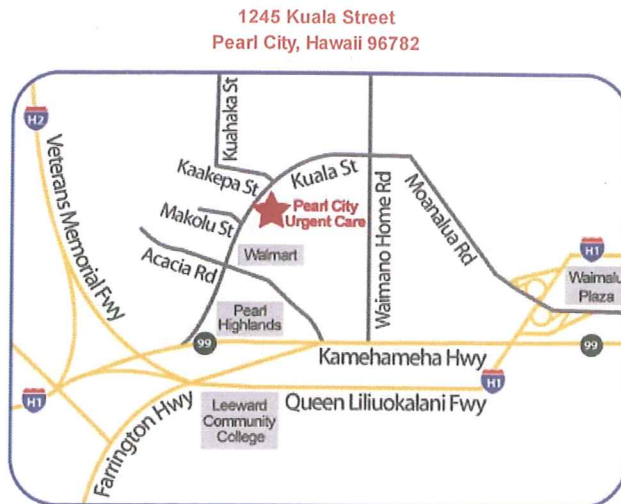 1245 Kuala Street
Pearl City, Hawaii 96782
H2
Veterans Memorial Fwy
Kuahaka St
Kaakepa St
Kuala St
Makolu St
Pearl City
Urgent Care
Waimano Home Rd
Moanalua Rd
Acacia Rd
Walmart
H1
Waimalu
Plaza
Pearl
Highlands
99
Kamehameha Hwy
99
H1
H1
Farrington Hwy
Leeward
Community
College
Queen Liliuokalani Fwy